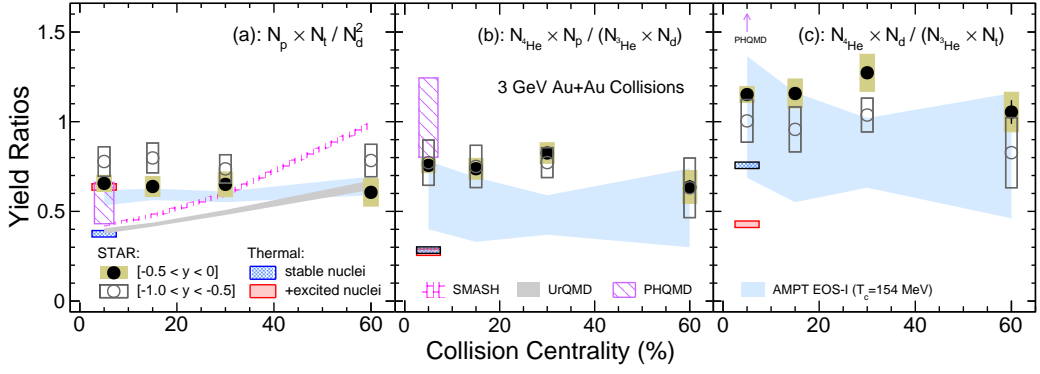 Yield Ratios
1.5
1
0.5
0
(a): N_p × N_t / N_d^2
(b): N_4He × N_p / (N_3He × N_d)
(c): N_4He × N_d / (N_3He × N_t)
PHQMD
3 GeV Au+Au Collisions
STAR:
[-0.5 < y < 0]
[-1.0 < y < -0.5]
Thermal:
stable nuclei
+excited nuclei
SMASH
UrQMD
PHQMD
AMPT EOS-I (T_c=154 MeV)
0 20 40 60
0 20 40 60
0 20 40 60
Collision Centrality (%)